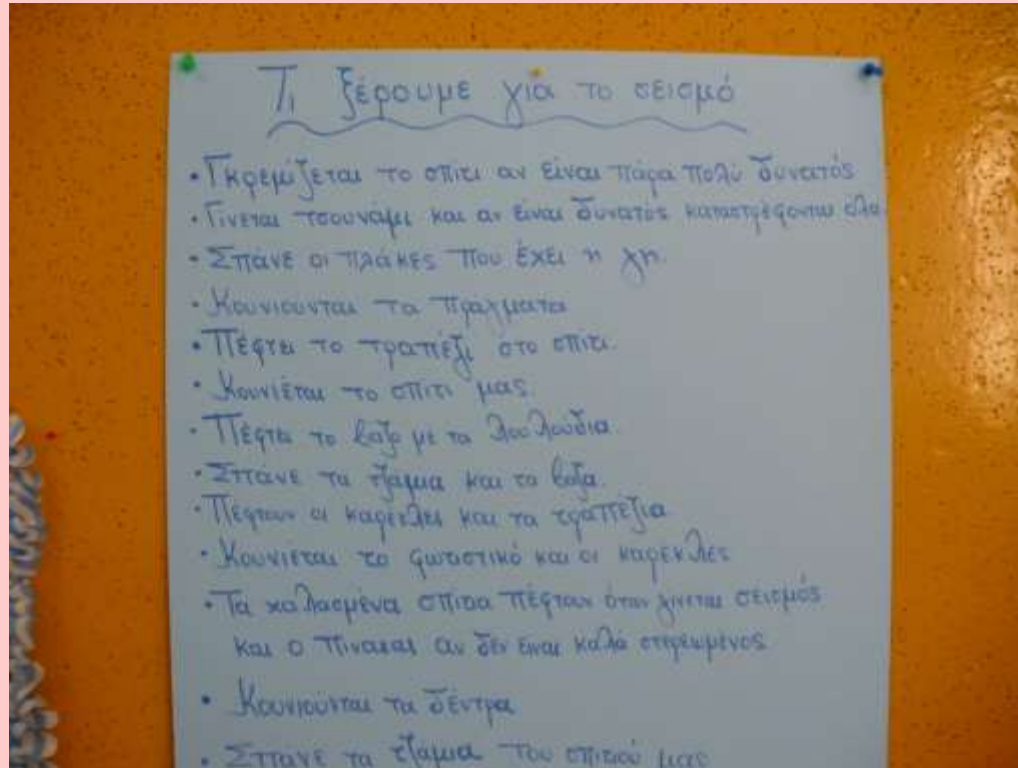 Τι ξέρουμε για το σεισμό
• Γκρεμίζεται το σπίτι αν είναι πάρα πολύ δυνατός
• Γίνεται τσουνάμι και αν είναι δυνατός καταστρέφονται όλα.
• Σπάνε οι πλάκες που έχει η γη.
• Κουνιούνται τα πράγματα
• Πέφτει το τραπέζι στο σπίτι.
• Κουνιέται το σπίτι μας.
• Πέφτει το βάζο με τα λουλούδια.
• Σπάνε τα τζάμια και τα βάζα.
• Πέφτουν οι καρέκλες και τα τραπέζια
• Κουνιέται το φωτιστικό και οι καρέκλες
• Τα χαλασμένα σπίτια πέφτουν όταν γίνεται σεισμός
και ο πίνακας αν δεν είναι καλά στερεωμένος.
• Κουνιούνται τα δέντρα
• Σπάνε τα τζάμια του σπιτιού μας